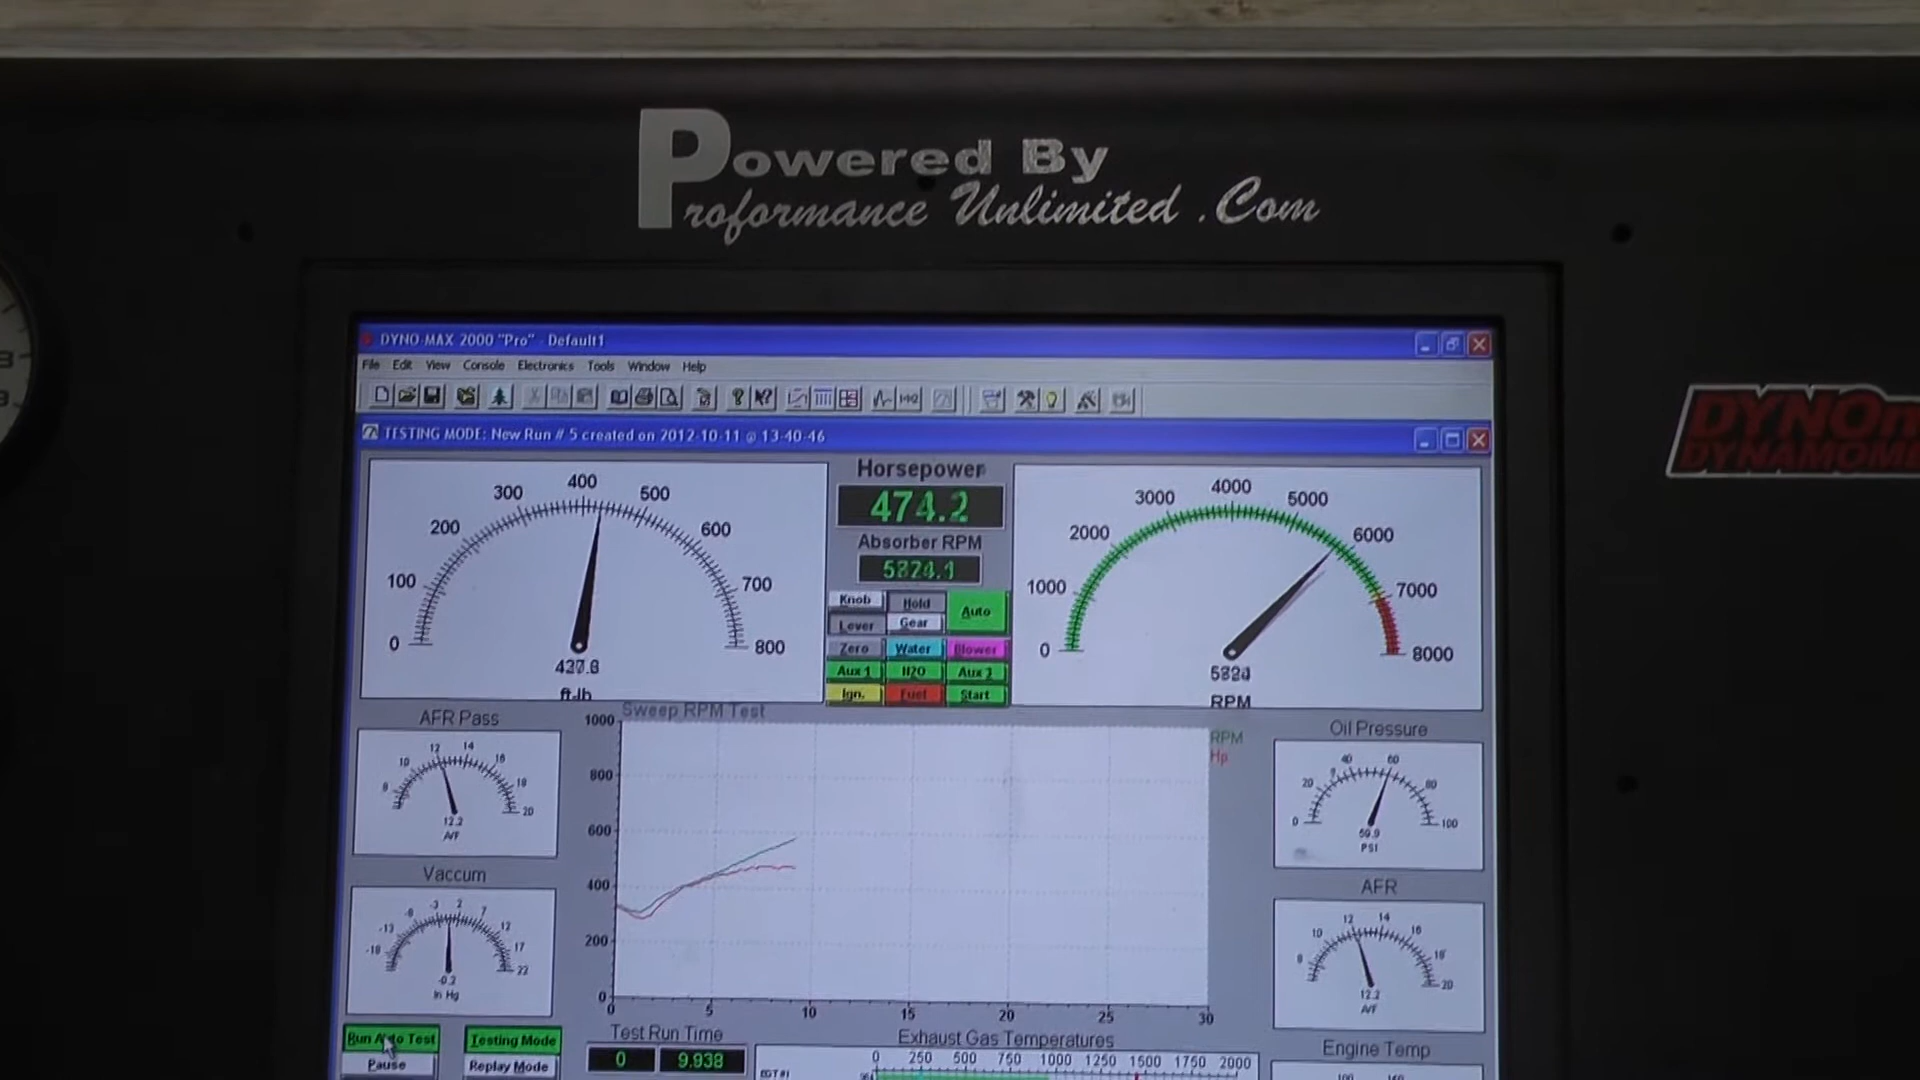 Powered By
Proformance Unlimited .Com
DYNO-MAX 2000 "Pro" - Default1
File Edit View Console Electronics Tools Window Help
TESTING MODE: New Run # 5 created on 2012-10-11 @ 13-40-46
0 100 200 300 400 500 600 700 800
ft-lb
Horsepower
474.2
Absorber RPM
5824.1
Knob Hold Auto
Lever Gear
Zero Water Blower
Aux 1 H2O Aux 2
Ign. Fuel Start
0 1000 2000 3000 4000 5000 6000 7000 8000
RPM
DYNO
DYNAMOME
AFR Pass
8 10 12 14 16 18 20
12.2
A/F
Vaccum
-18 -13 -8 -3 2 7 12 17 22
-0.2
In Hg
Sweep RPM Test
1000
800
600
400
200
0
0 5 10 15 20 25 30
RPM
Hp
Oil Pressure
0 20 40 60 80 100
59.9
PSI
AFR
8 10 12 14 16 18 20
12.2
A/F
Run Auto Test
Testing Mode
Pause
Replay Mode
Test Run Time
0 9.938
Exhaust Gas Temperatures
0 250 500 750 1000 1250 1500 1750 2000
EGT #1
Engine Temp